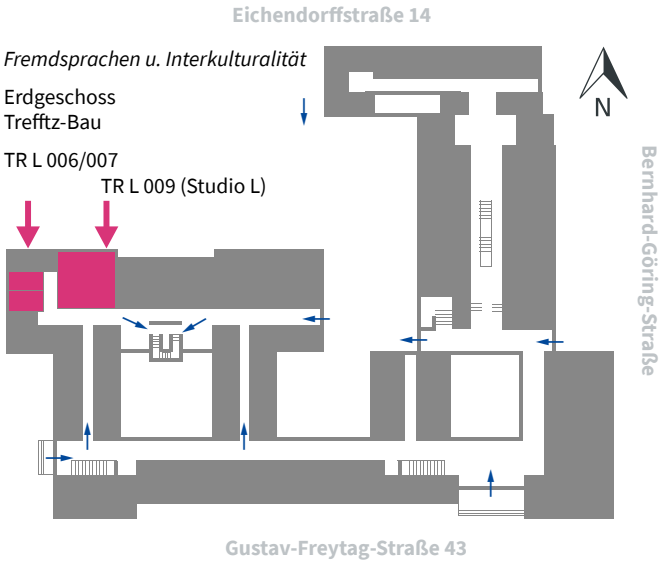 Eichendorffstraße 14
Fremdsprachen u. Interkulturalität
Erdgeschoss
Trefftz-Bau
TR L 006/007
TR L 009 (Studio L)
N
Bernhard-Göring-Straße
Gustav-Freytag-Straße 43